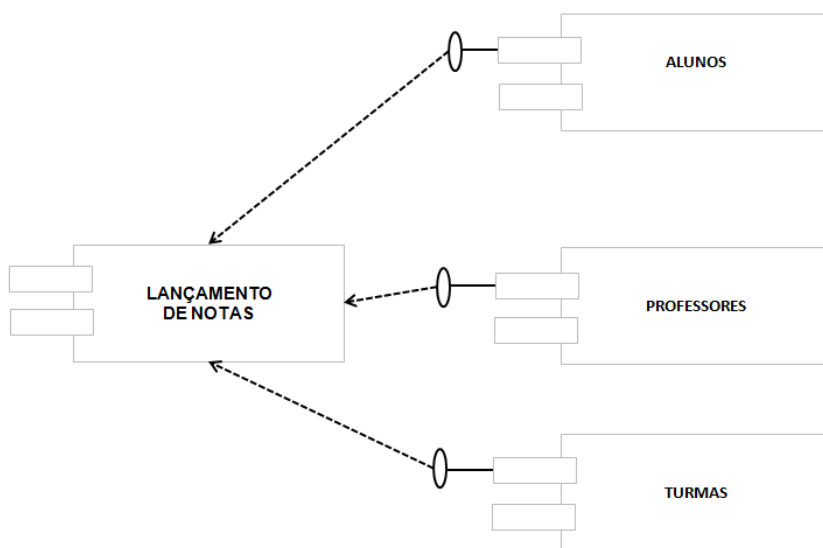 ALUNOS
LANÇAMENTO
DE NOTAS
PROFESSORES
TURMAS